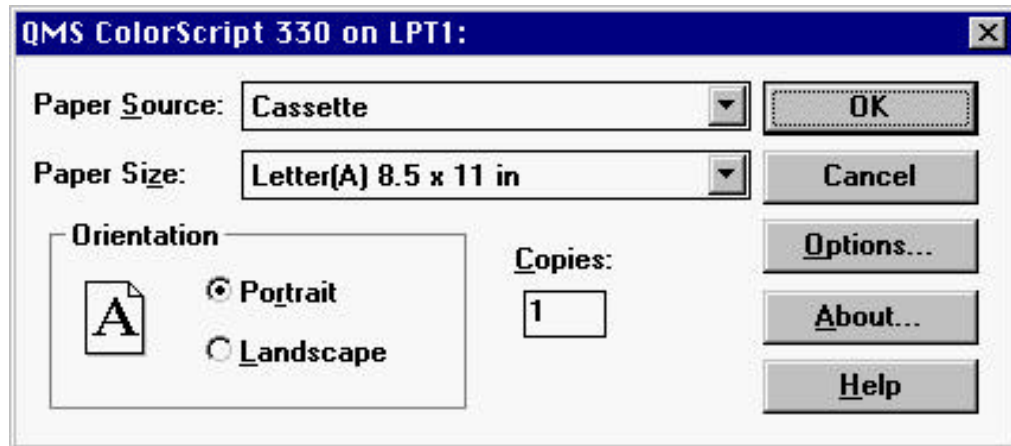 QMS ColorScript 330 on LPT1:
Paper Source: Cassette
OK
Paper Size: Letter(A) 8.5 x 11 in
Cancel
Orientation
A
Portrait
Landscape
Copies:
1
Options...
About...
Help